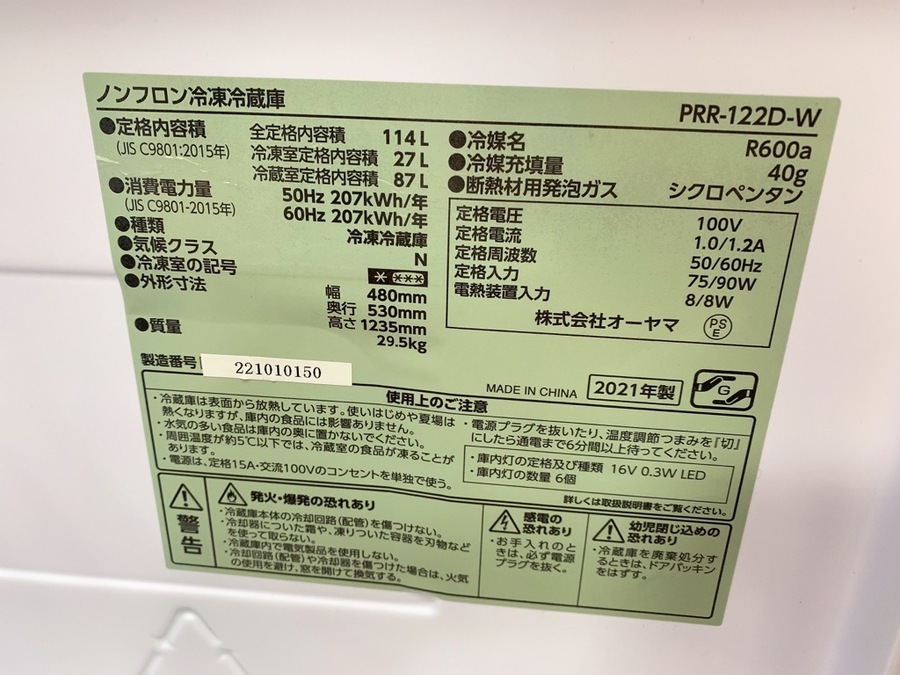 ノンフロン冷凍冷蔵庫
PRR-122D-W
●定格内容積
(JIS C9801:2015年)
全定格内容積 114L
冷凍室定格内容積 27L
冷蔵室定格内容積 87L
●消費電力量
(JIS C9801-2015年)
50Hz 207kWh/年
60Hz 207kWh/年
●種類 冷凍冷蔵庫
●気候クラス N
●冷凍室の記号
●外形寸法
幅 480mm
奥行 530mm
高さ 1235mm
●質量 29.5kg
●冷媒名 R600a
●冷媒充填量 40g
●断熱材用発泡ガス シクロペンタン
定格電圧 100V
定格電流 1.0/1.2A
定格周波数 50/60Hz
定格入力 75/90W
電熱装置入力 8/8W
株式会社オーヤマ
PS
E
製造番号 221010150
MADE IN CHINA
2021年製
G
使用上のご注意
・冷蔵庫は表面から放熱しています。使いはじめや夏場は
熱くなりますが、庫内の食品には影響ありません。
・水気の多い食品は庫内の奥に置かないでください。
・周囲温度が約5℃以下では、冷蔵室の食品が凍ることが
あります。
・電源は、定格15A・交流100Vのコンセントを単独で使う。
・電源プラグを抜いたり、温度調節つまみを「切」
にしたら通電まで6分間以上待ってください。
・庫内灯の定格及び種類 16V 0.3W LED
・庫内灯の数量 6個
詳しくは取扱説明書をご覧ください。
警告
発火・爆発の恐れあり
・冷蔵庫本体の冷却回路(配管)を傷つけない。
・冷却器についた霜や、凍りついた容器を刃物など
を使って取らない。
・冷蔵庫内で電気製品を使用しない。
・冷却回路(配管)や冷却器を傷つけた場合は、火気
の使用を避け、窓を開けて換気する。
感電の
恐れあり
・お手入れのと
きは、必ず電源
プラグを抜く。
幼児閉じ込めの
恐れあり
・冷蔵庫を廃棄処分す
るときは、ドアパッキン
をはずす。